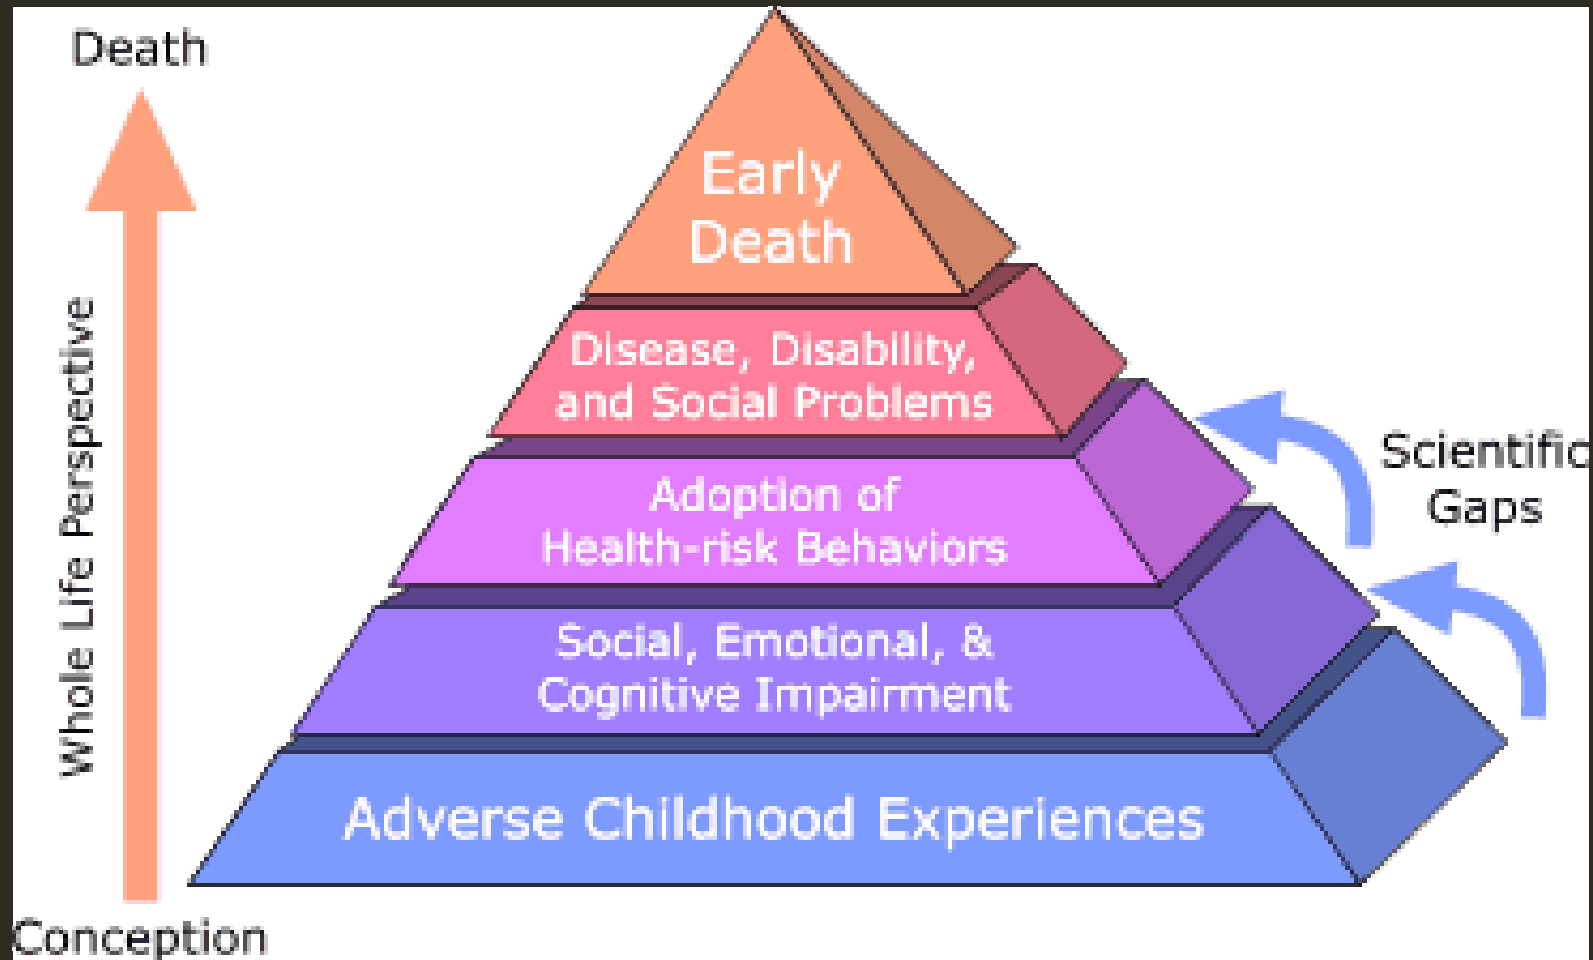 Death
Whole Life Perspective
Conception
Early
Death
Disease, Disability,
and Social Problems
Adoption of
Health-risk Behaviors
Social, Emotional, &
Cognitive Impairment
Adverse Childhood Experiences
Scientific
Gaps